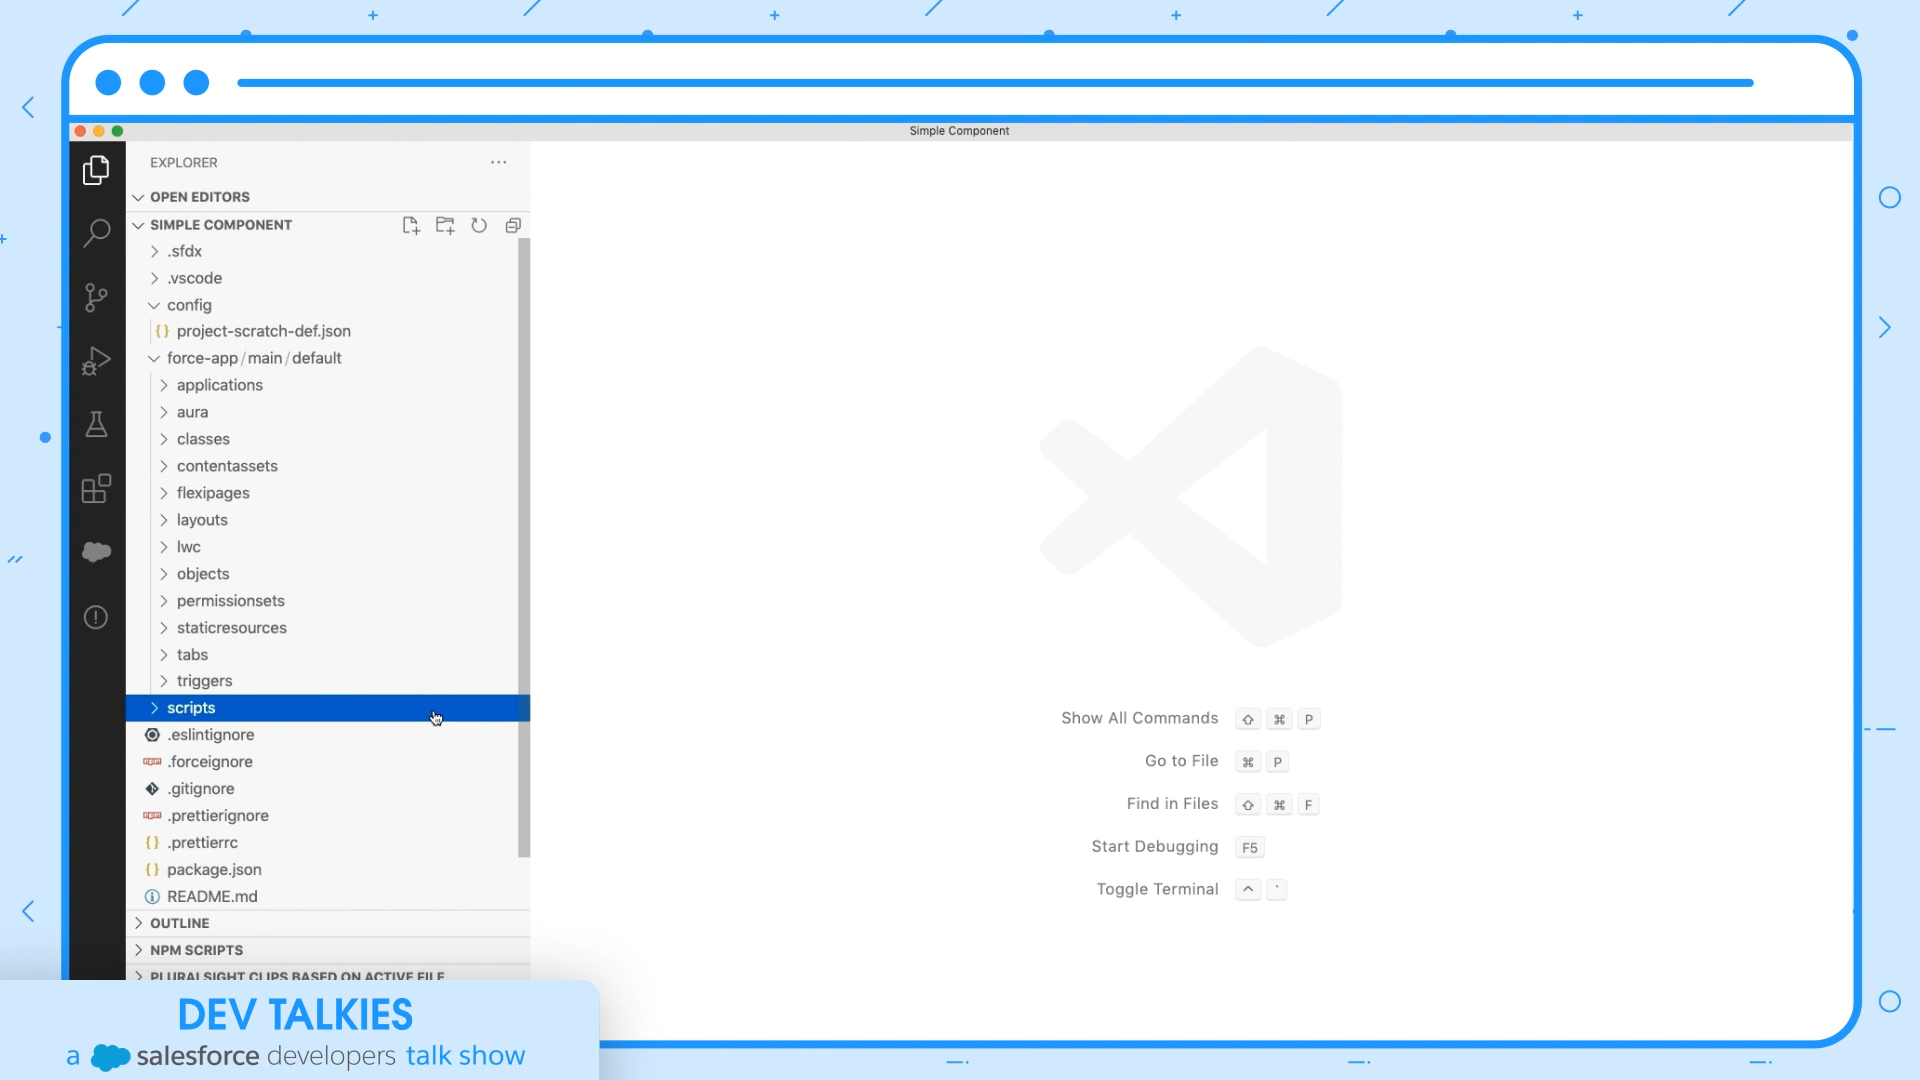 Simple Component
EXPLORER
OPEN EDITORS
SIMPLE COMPONENT
.sfdx
.vscode
config
{} project-scratch-def.json
force-app/main/default
applications
aura
classes
contentassets
flexipages
layouts
lwc
objects
permissionsets
staticresources
tabs
triggers
scripts
.eslintignore
.forceignore
.gitignore
.prettierignore
{} .prettierrc
{} package.json
README.md
OUTLINE
NPM SCRIPTS
PLURALSIGHT CLIPS BASED ON ACTIVE FILE
Show All Commands ⇧ ⌘ P
Go to File ⌘ P
Find in Files ⇧ ⌘ F
Start Debugging F5
Toggle Terminal ^ `
DEV TALKIES
a salesforce developers talk show